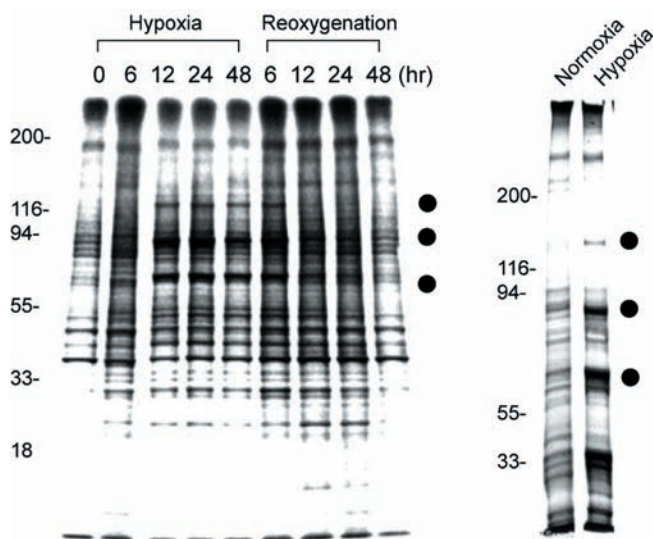 Hypoxia Reoxygenation
0 6 12 24 48 6 12 24 48 (hr)
200-
116-
94-
55-
33-
18
Normoxia
Hypoxia
200-
116-
94-
55-
33-